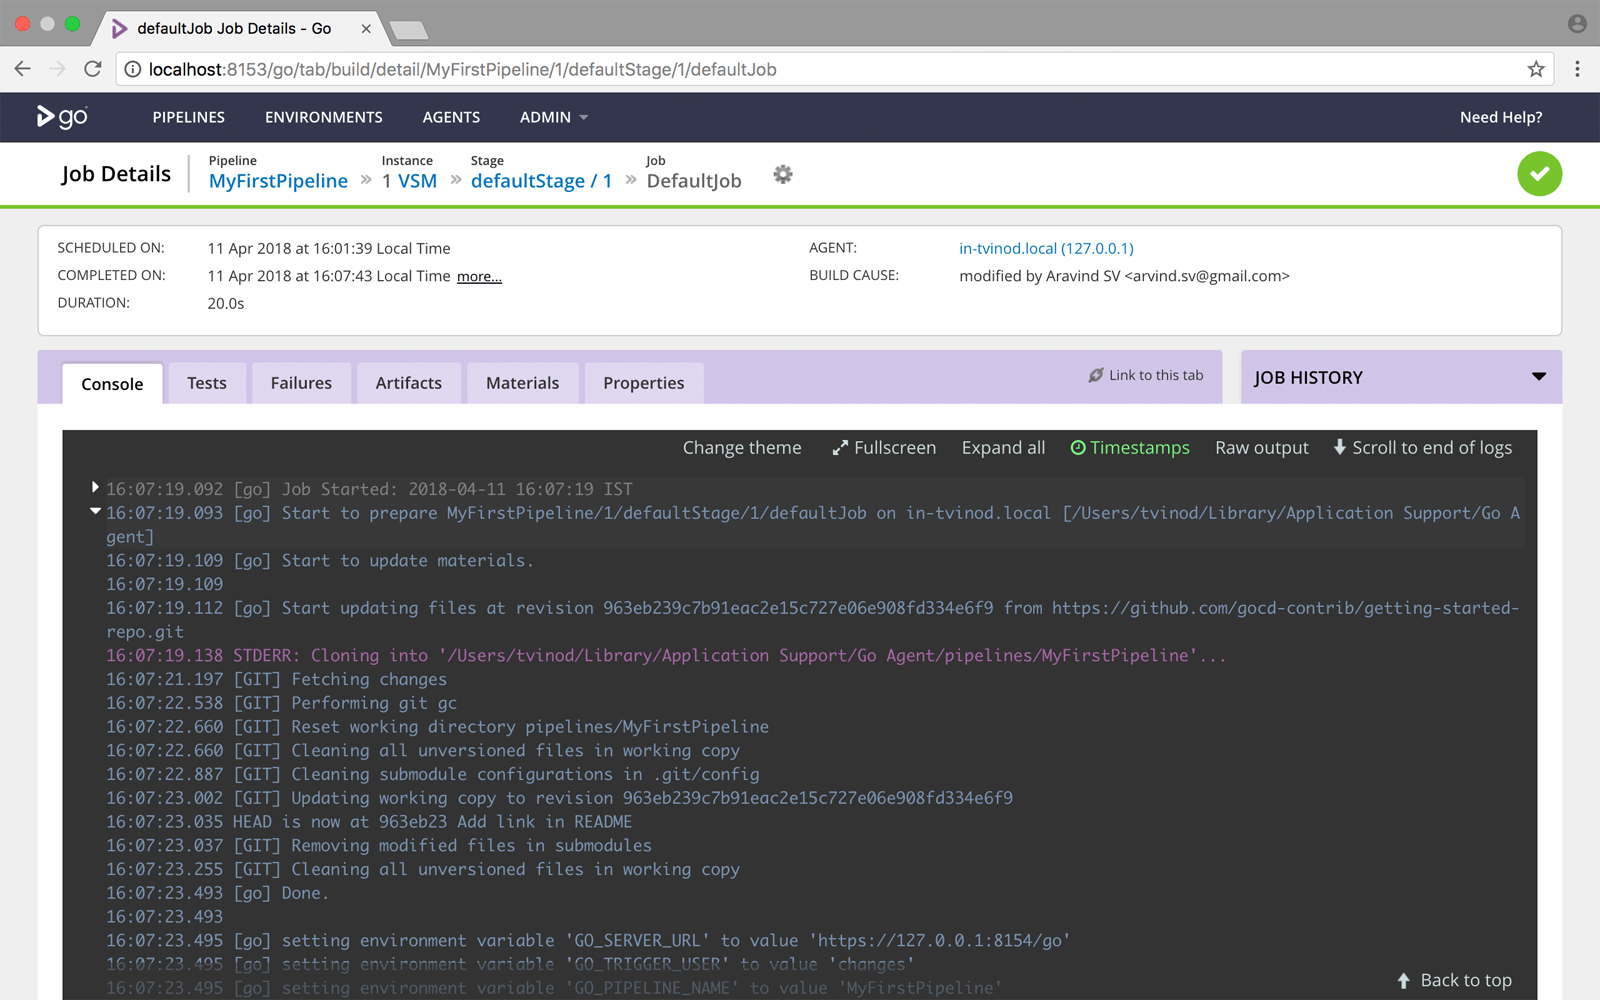 defaultJob Job Details - Go
localhost:8153/go/tab/build/detail/MyFirstPipeline/1/defaultStage/1/defaultJob
go PIPELINES ENVIRONMENTS AGENTS ADMIN Need Help?
Job Details
Pipeline Instance Stage Job
MyFirstPipeline » 1 VSM » defaultStage / 1 » DefaultJob
SCHEDULED ON: 11 Apr 2018 at 16:01:39 Local Time
COMPLETED ON: 11 Apr 2018 at 16:07:43 Local Time more...
DURATION: 20.0s
AGENT: in-tvinod.local (127.0.0.1)
BUILD CAUSE: modified by Aravind SV <arvind.sv@gmail.com>
Console Tests Failures Artifacts Materials Properties Link to this tab
JOB HISTORY
Change theme Fullscreen Expand all Timestamps Raw output Scroll to end of logs
16:07:19.092 [go] Job Started: 2018-04-11 16:07:19 IST
16:07:19.093 [go] Start to prepare MyFirstPipeline/1/defaultStage/1/defaultJob on in-tvinod.local [/Users/tvinod/Library/Application Support/Go A
gent]
16:07:19.109 [go] Start to update materials.
16:07:19.109
16:07:19.112 [go] Start updating files at revision 963eb239c7b91eac2e15c727e06e908fd334e6f9 from https://github.com/gocd-contrib/getting-started-
repo.git
16:07:19.138 STDERR: Cloning into '/Users/tvinod/Library/Application Support/Go Agent/pipelines/MyFirstPipeline'...
16:07:21.197 [GIT] Fetching changes
16:07:22.538 [GIT] Performing git gc
16:07:22.660 [GIT] Reset working directory pipelines/MyFirstPipeline
16:07:22.660 [GIT] Cleaning all unversioned files in working copy
16:07:22.887 [GIT] Cleaning submodule configurations in .git/config
16:07:23.002 [GIT] Updating working copy to revision 963eb239c7b91eac2e15c727e06e908fd334e6f9
16:07:23.035 HEAD is now at 963eb23 Add link in README
16:07:23.037 [GIT] Removing modified files in submodules
16:07:23.255 [GIT] Cleaning all unversioned files in working copy
16:07:23.493 [go] Done.
16:07:23.493
16:07:23.495 [go] setting environment variable 'GO_SERVER_URL' to value 'https://127.0.0.1:8154/go'
16:07:23.495 [go] setting environment variable 'GO_TRIGGER_USER' to value 'changes'
16:07:23.495 [go] setting environment variable 'GO_PIPELINE_NAME' to value 'MyFirstPipeline'
Back to top